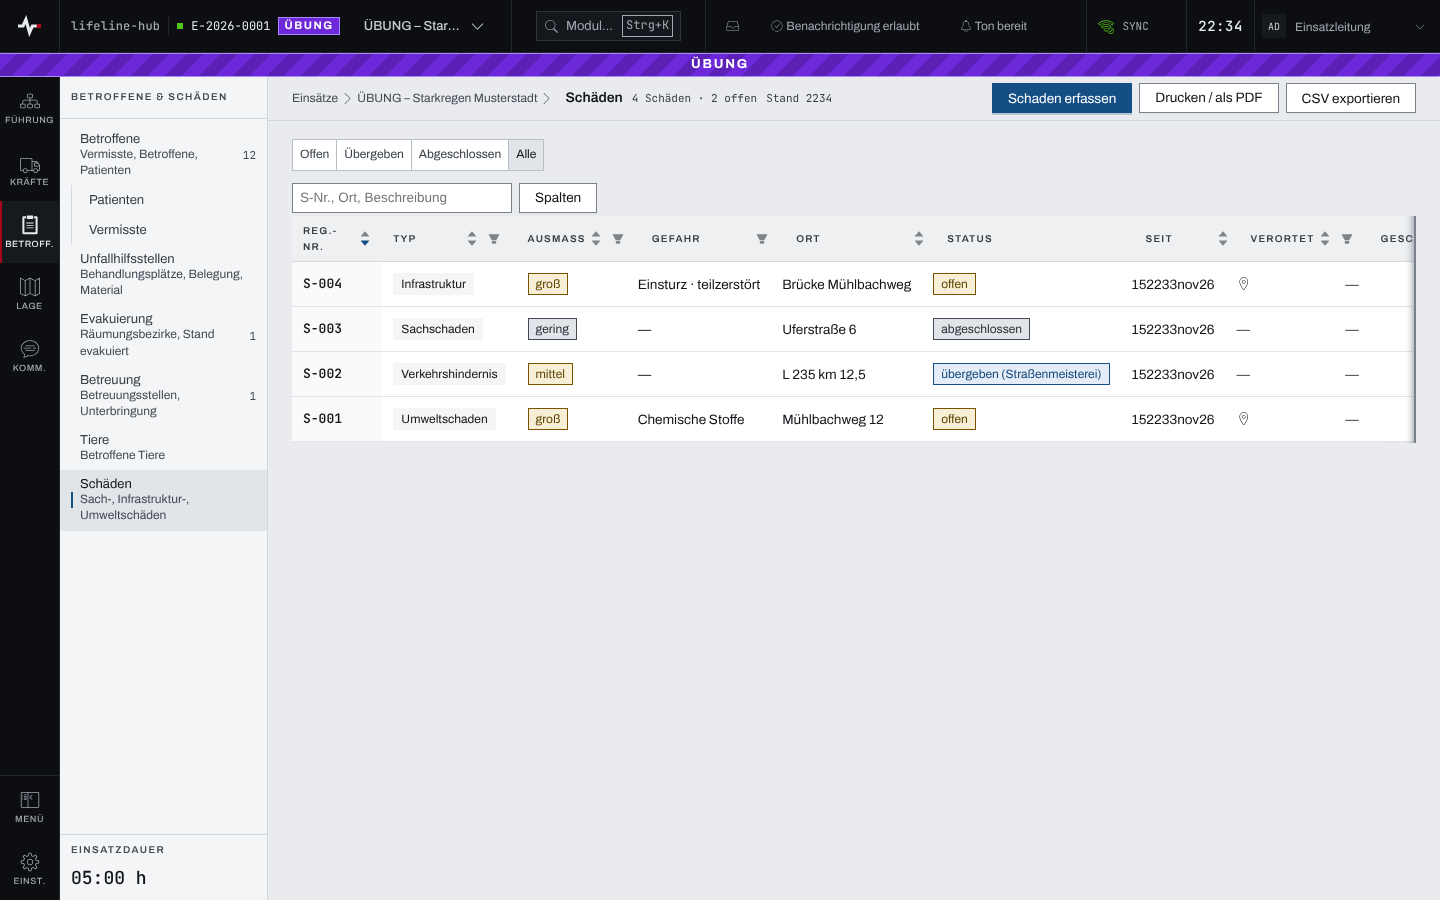 lifeline-hub E-2026-0001 ÜBUNG ÜBUNG – Star... Modul... Strg+K Benachrichtigung erlaubt Ton bereit SYNC 22:34 AD Einsatzleitung
ÜBUNG
FÜHRUNG
KRÄFTE
BETROFF.
LAGE
KOMM.
MENÜ
EINST.
BETROFFENE & SCHÄDEN
Betroffene
Vermisste, Betroffene, 12
Patienten
Patienten
Vermisste
Unfallhilfsstellen
Behandlungsplätze, Belegung,
Material
Evakuierung
Räumungsbezirke, Stand 1
evakuiert
Betreuung
Betreuungsstellen, 1
Unterbringung
Tiere
Betroffene Tiere
Schäden
Sach-, Infrastruktur-,
Umweltschäden
EINSATZDAUER
05:00 h
Einsätze ÜBUNG – Starkregen Musterstadt Schäden 4 Schäden · 2 offen Stand 2234 Schaden erfassen Drucken / als PDF CSV exportieren
Offen Übergeben Abgeschlossen Alle
S-Nr., Ort, Beschreibung Spalten
REG.-
NR. TYP AUSMASS GEFAHR ORT STATUS SEIT VERORTET GESC
S-004 Infrastruktur groß Einsturz · teilzerstört Brücke Mühlbachweg offen 152233nov26 —
S-003 Sachschaden gering — Uferstraße 6 abgeschlossen 152233nov26 — —
S-002 Verkehrshindernis mittel — L 235 km 12,5 übergeben (Straßenmeisterei) 152233nov26 — —
S-001 Umweltschaden groß Chemische Stoffe Mühlbachweg 12 offen 152233nov26 —